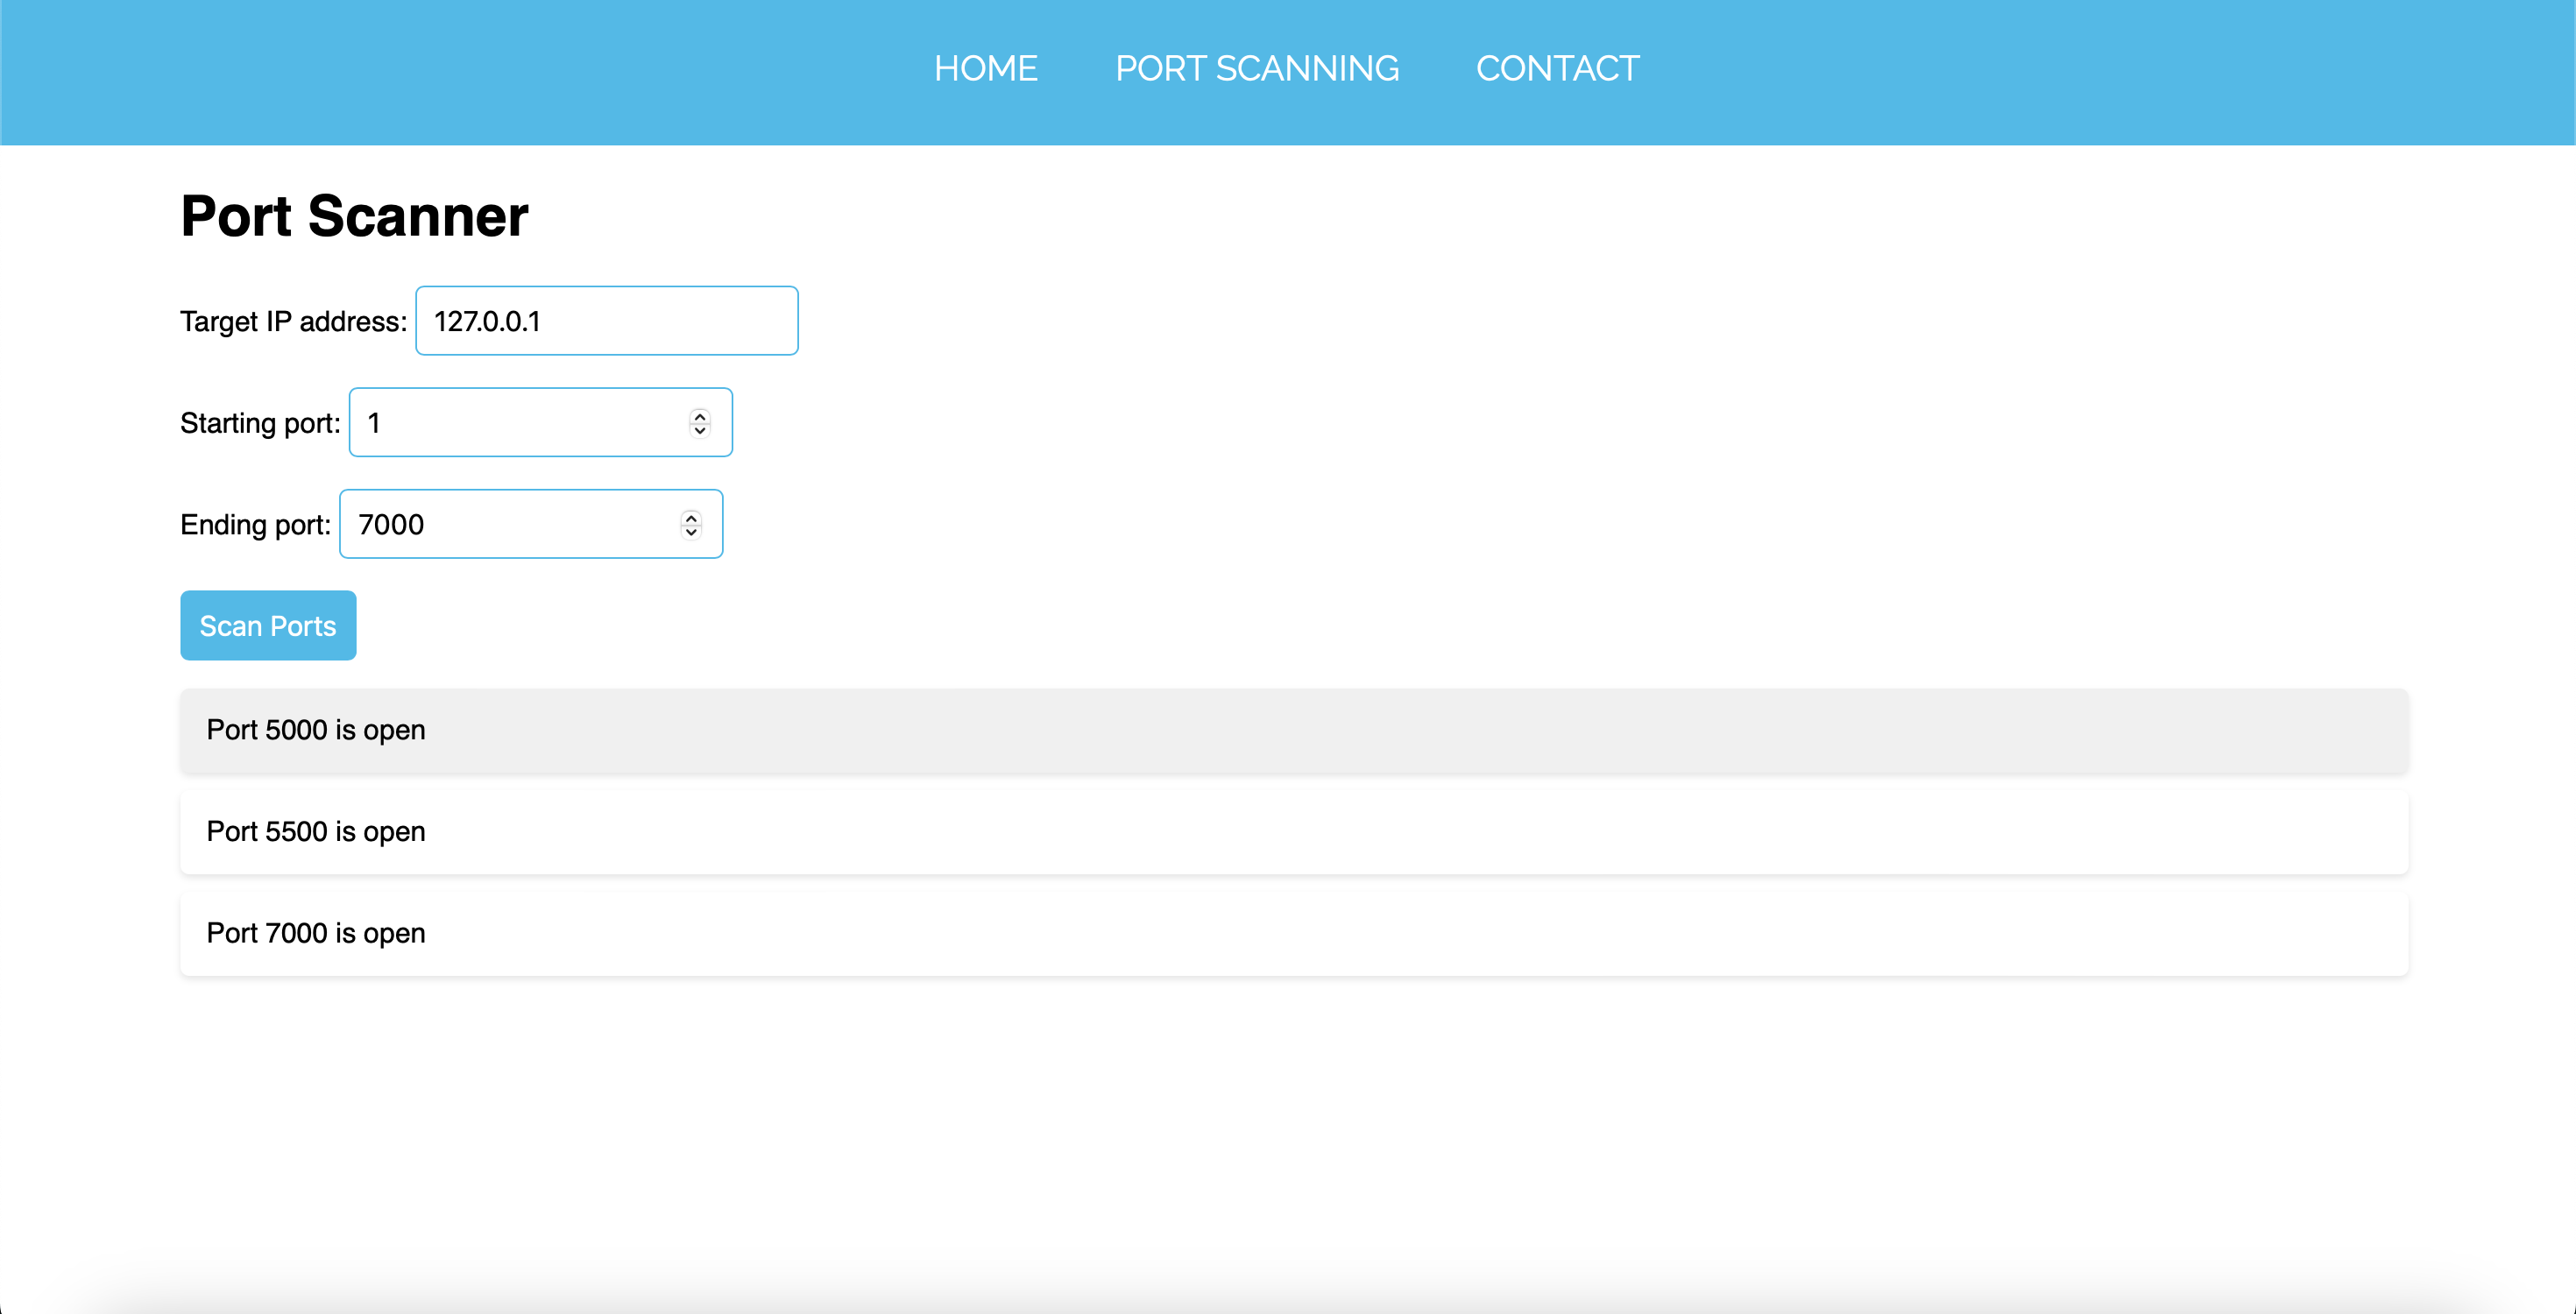 HOME PORT SCANNING CONTACT
Port Scanner
Target IP address: 127.0.0.1
Starting port: 1
Ending port: 7000
Scan Ports
Port 5000 is open
Port 5500 is open
Port 7000 is open